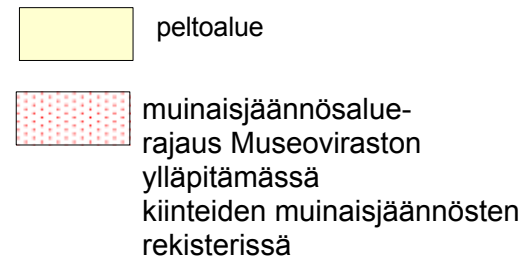 peltoalue
muinaisjäännösalue-
rajaus Museoviraston
ylläpitämässä
kiinteiden muinaisjäännösten
rekisterissä